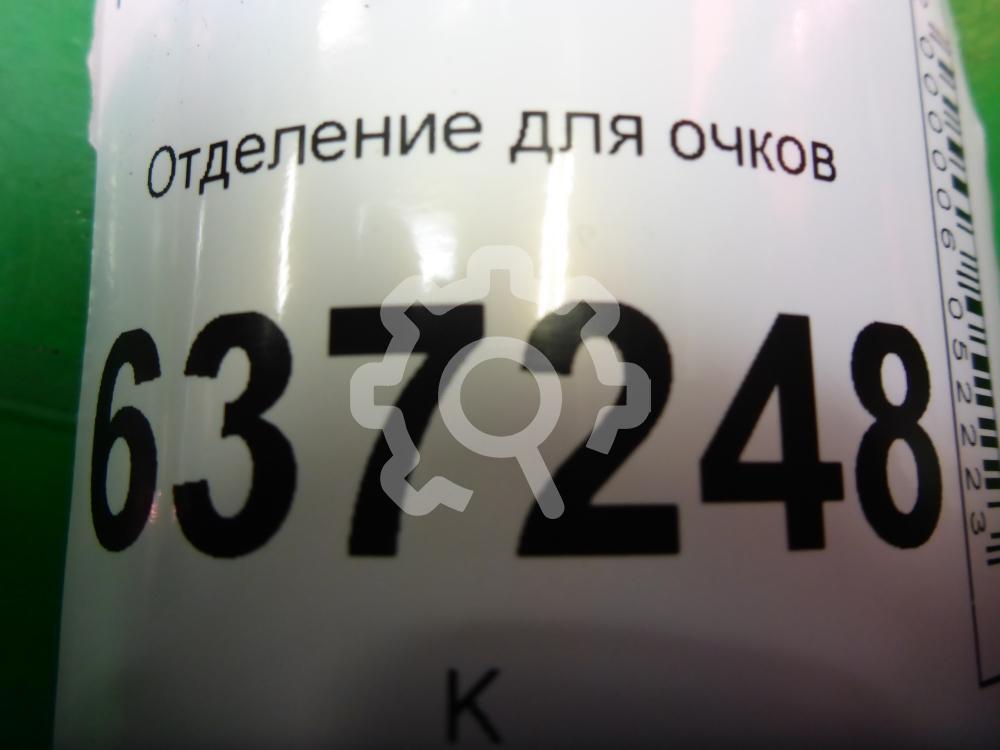 Отделение для очков
637248
К